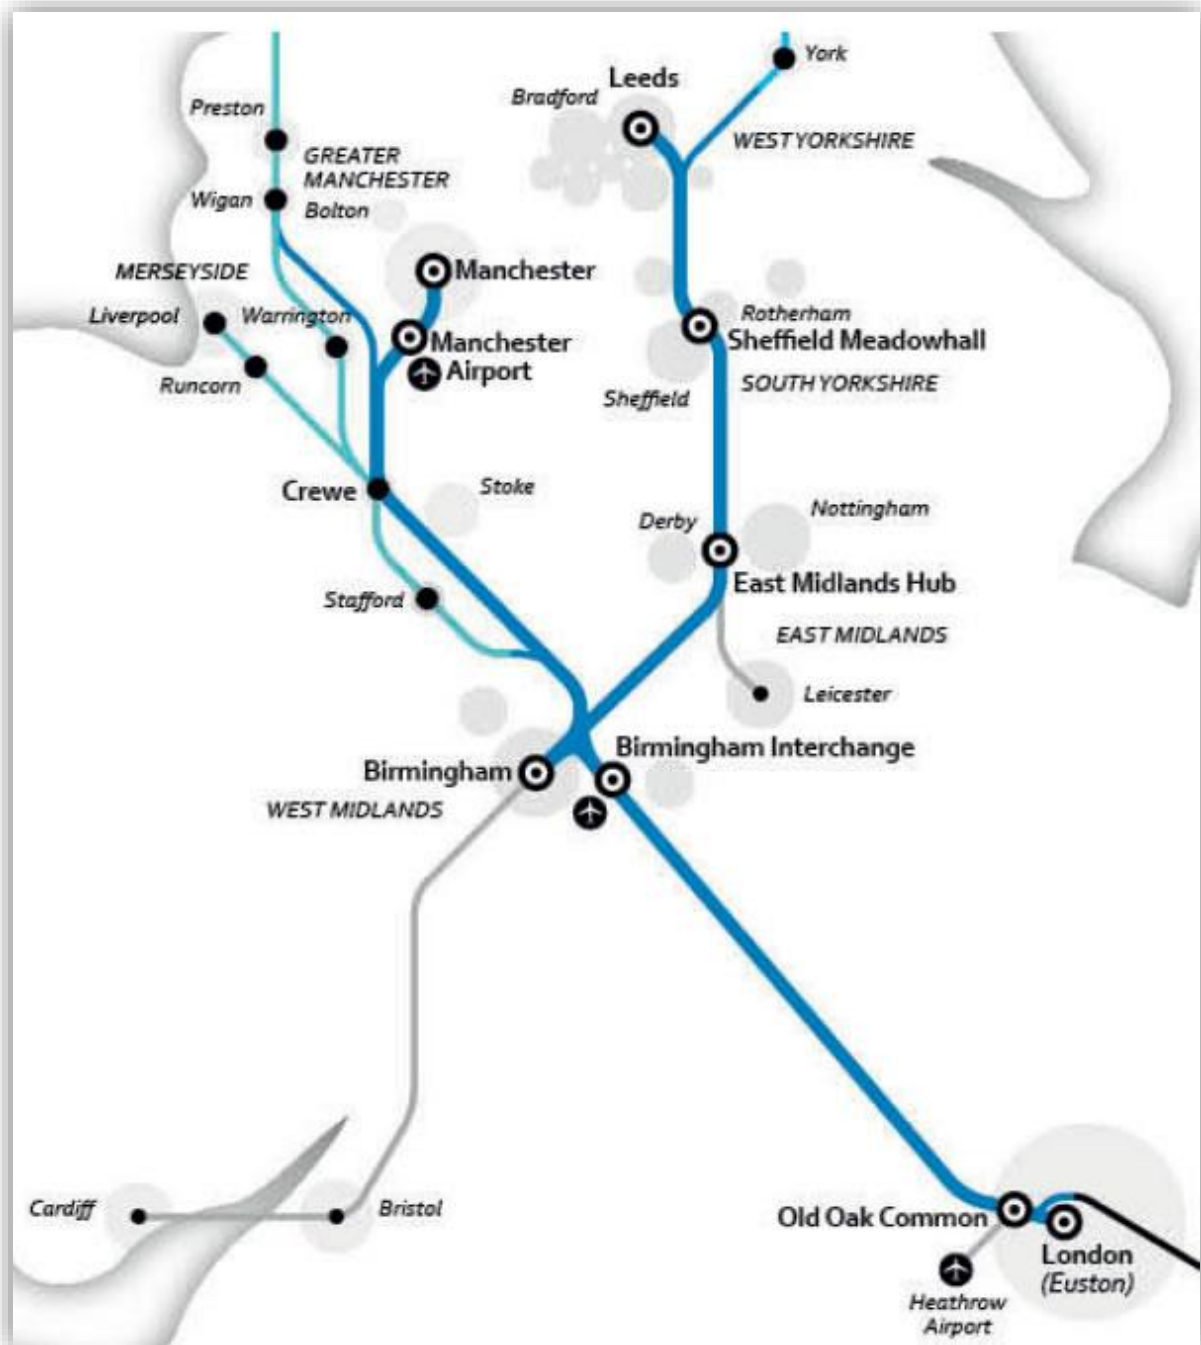 York
Leeds
Bradford
Preston
WEST YORKSHIRE
GREATER
MANCHESTER
Wigan
Bolton
MERSEYSIDE
Manchester
Liverpool
Warrington
Rotherham
Manchester
Airport
Sheffield Meadowhall
Runcorn
SOUTH YORKSHIRE
Sheffield
Crewe
Stoke
Nottingham
Derby
East Midlands Hub
Stafford
EAST MIDLANDS
Leicester
Birmingham Interchange
Birmingham
WEST MIDLANDS
Cardiff
Bristol
Old Oak Common
London
(Euston)
Heathrow
Airport